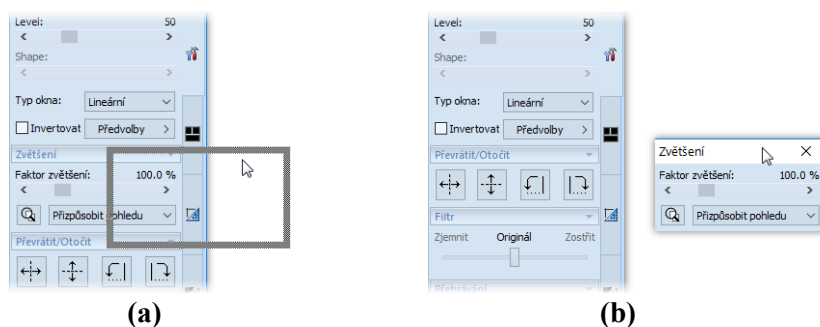 Level: 50
Shape:
Typ okna: Lineární
Invertovat Předvolby
Zvětšení
Faktor zvětšení: 100.0 %
Přizpůsobit pohledu
Převrátit/Otočit
(a)
Level: 50
Shape:
Typ okna: Lineární
Invertovat Předvolby
Převrátit/Otočit
Filtr
Zjemnit Originál Zostřit
Přehrávání
Zvětšení
Faktor zvětšení: 100.0 %
Přizpůsobit pohledu
(b)